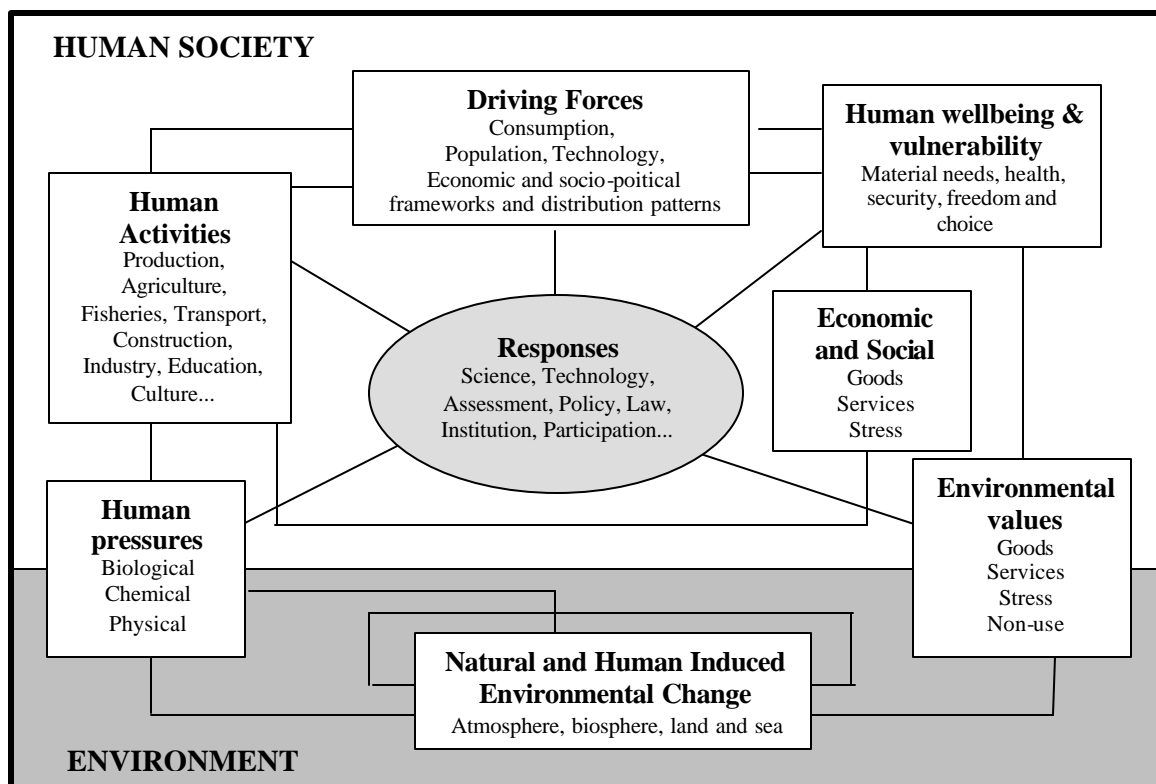 HUMAN SOCIETY
Driving Forces
Consumption,
Population, Technology,
Economic and socio-poitical
frameworks and distribution patterns
Human wellbeing &
vulnerability
Material needs, health,
security, freedom and
choice
Human
Activities
Production,
Agriculture,
Fisheries, Transport,
Construction,
Industry, Education,
Culture...
Responses
Science, Technology,
Assessment, Policy, Law,
Institution, Participation...
Economic
and Social
Goods
Services
Stress
Human
pressures
Biological
Chemical
Physical
Environmental
values
Goods
Services
Stress
Non-use
Natural and Human Induced
Environmental Change
Atmosphere, biosphere, land and sea
ENVIRONMENT